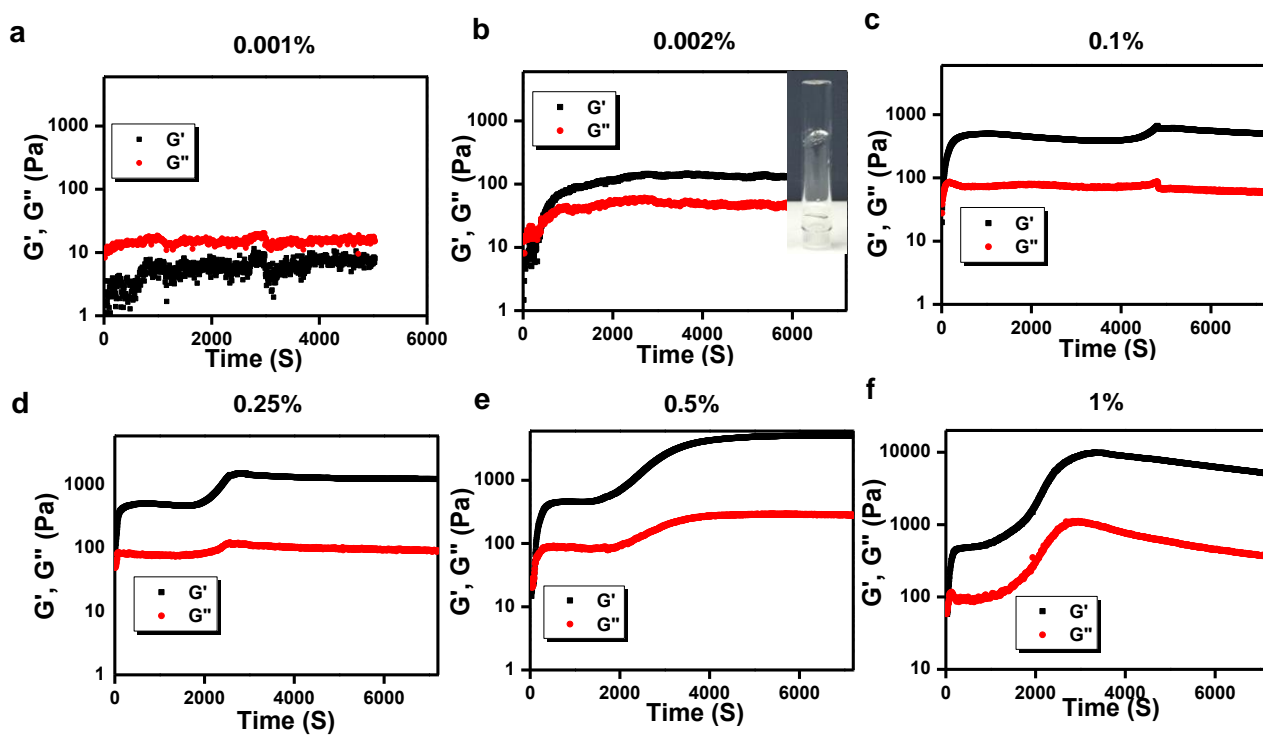 a
0.001%
G', G" (Pa)
1000
100
10
1
G'
G"
0
2000
4000
6000
Time (S)
b
0.002%
G', G" (Pa)
1000
100
10
1
G'
G"
0
2000
4000
6000
Time (S)
c
0.1%
G', G" (Pa)
1000
100
10
1
G'
G"
0
2000
4000
6000
Time (S)
d
0.25%
G', G" (Pa)
1000
100
10
1
G'
G"
0
2000
4000
6000
Time (S)
e
0.5%
G', G" (Pa)
1000
100
10
1
G'
G"
0
2000
4000
6000
Time (S)
f
1%
G', G" (Pa)
10000
1000
100
10
G'
G"
0
2000
4000
6000
Time (S)